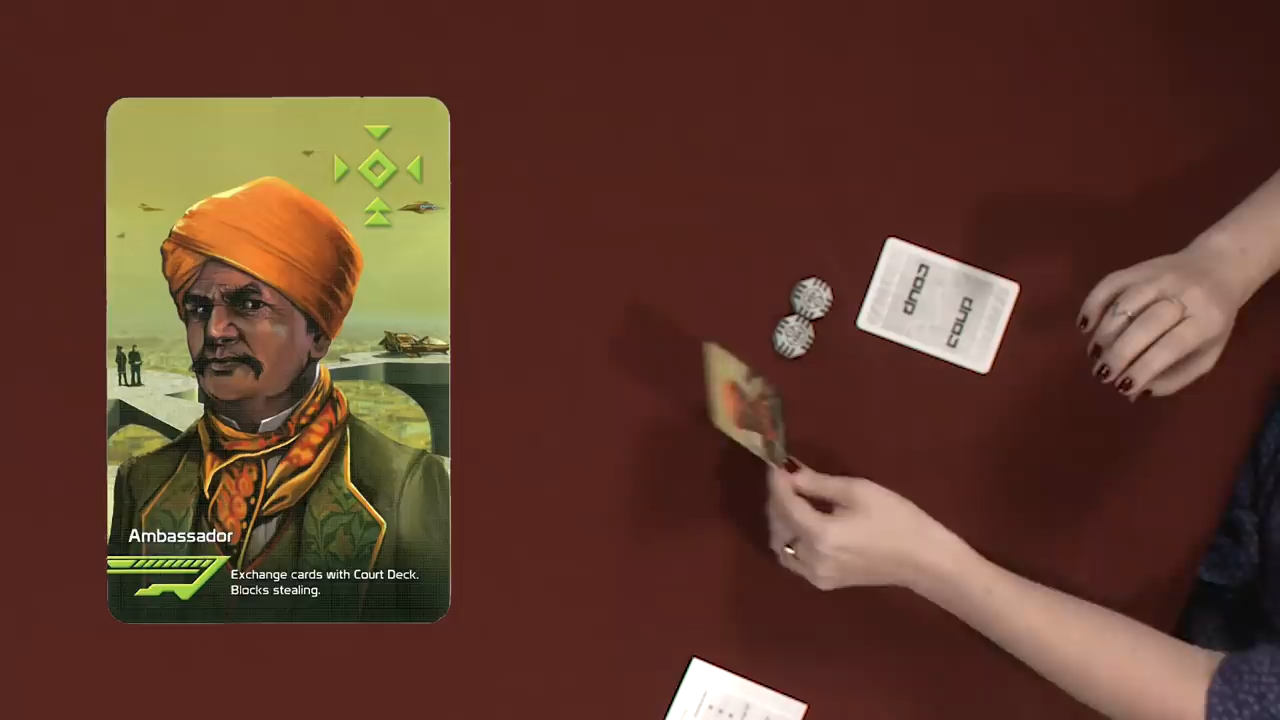 Ambassador
Exchange cards with Court Deck.
Blocks stealing.
coup
coup